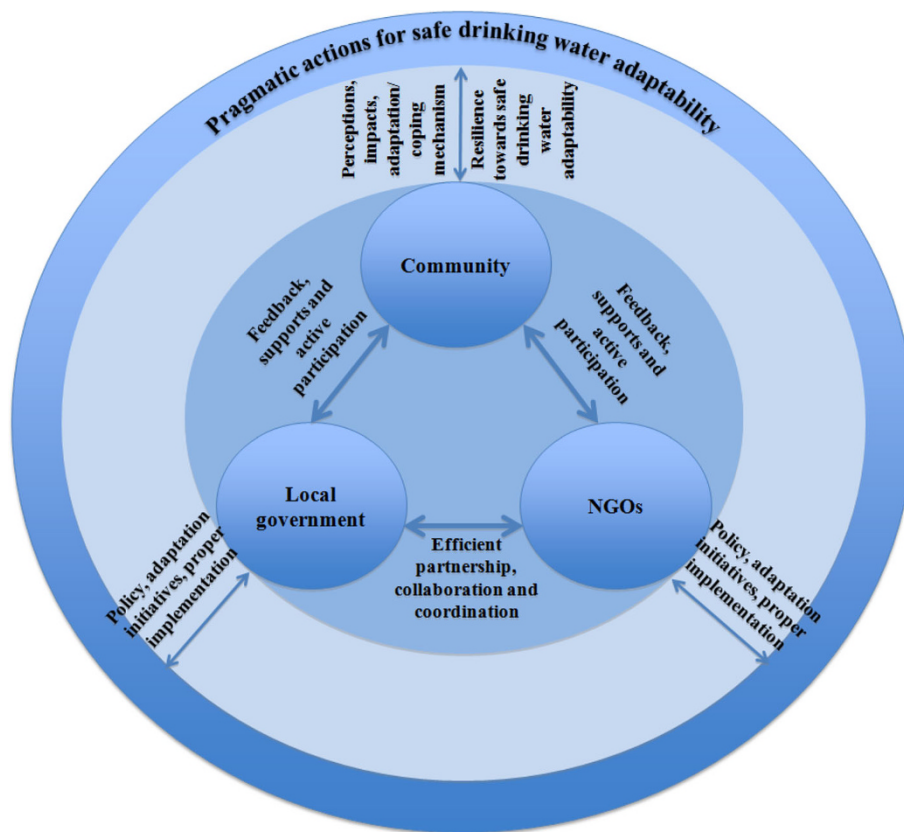 Pragmatic actions for safe drinking water adaptability
Perceptions,
impacts,
adaptation/
coping
mechanism
Resilience
towards safe
drinking
water
adaptability
Community
Feedback,
supports and
active
participation
Feedback,
supports and
active
participation
Local
government
NGOs
Efficient
partnership,
collaboration and
coordination
Policy, adaptation
initiatives, proper
implementation
Policy, adaptation
initiatives, proper
implementation